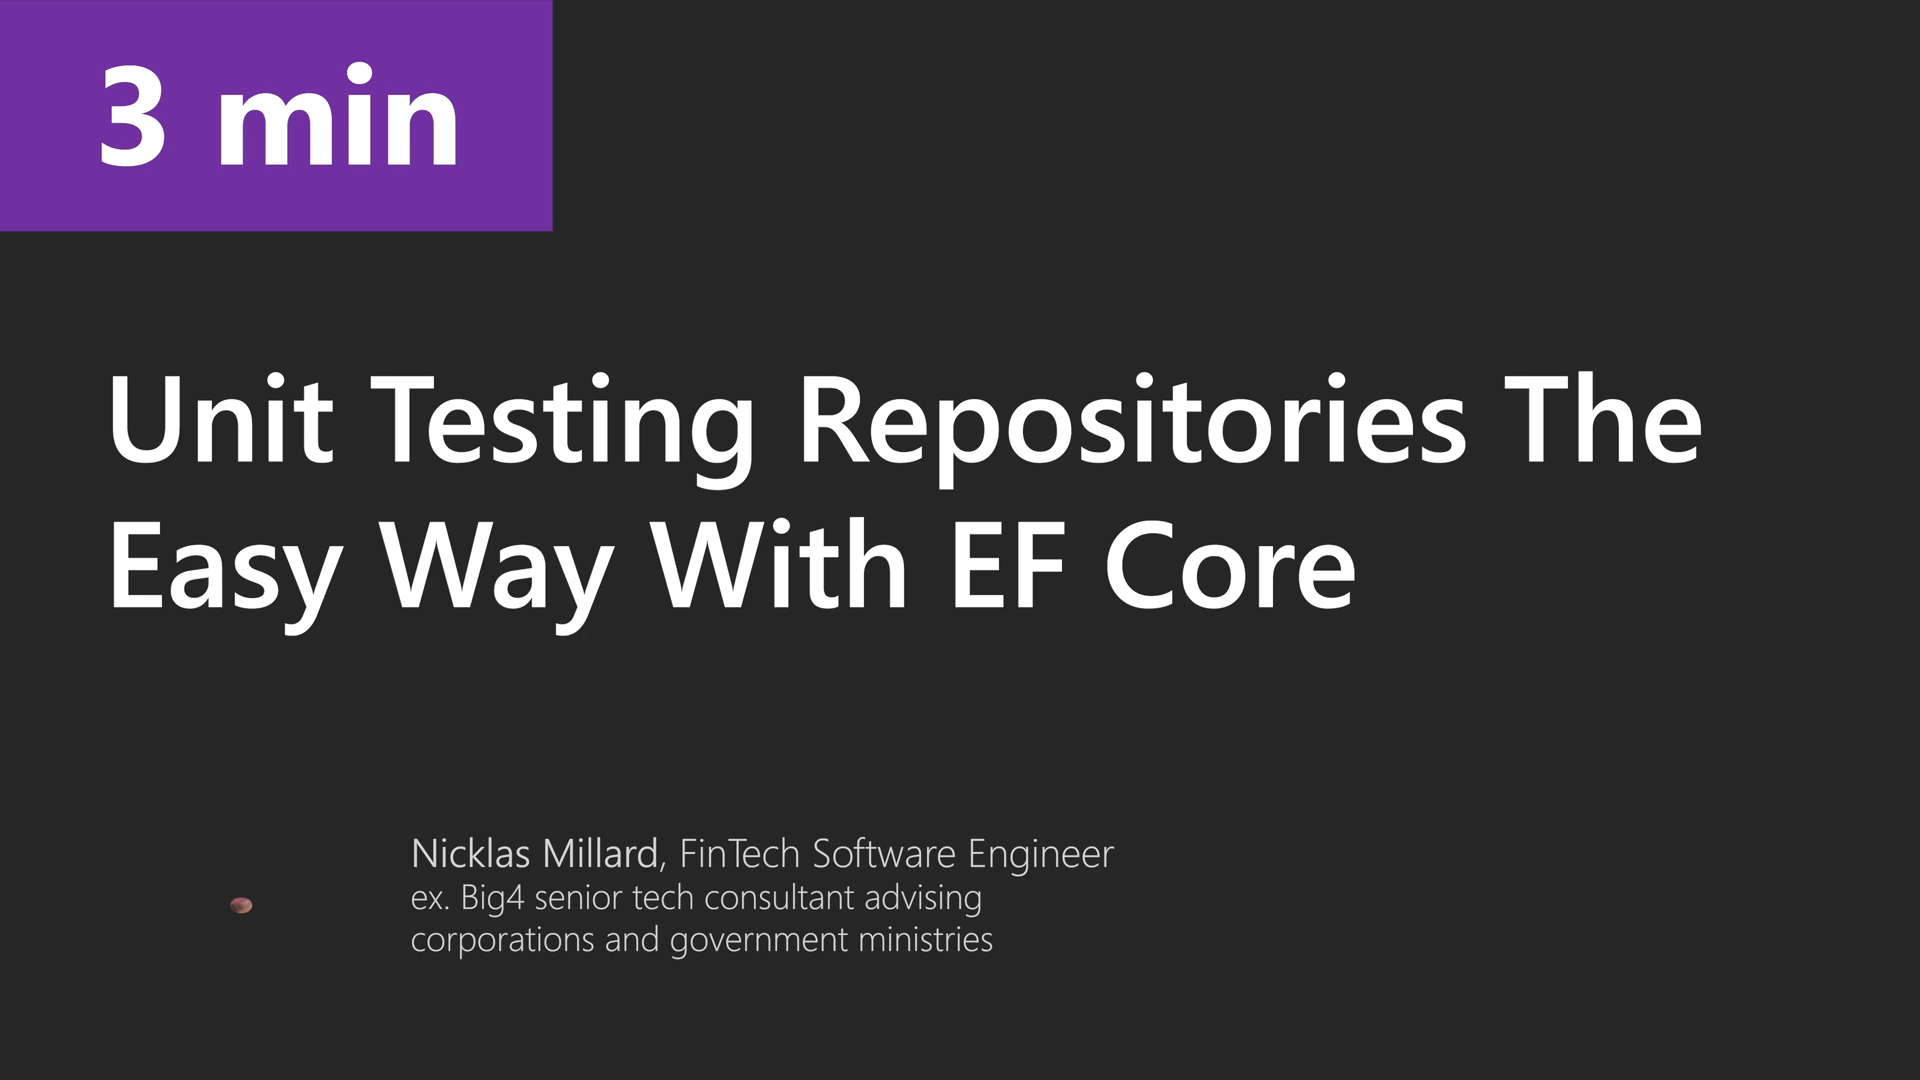 3 min
Unit Testing Repositories The
Easy Way With EF Core
Nicklas Millard, FinTech Software Engineer
ex. Big4 senior tech consultant advising
corporations and government ministries